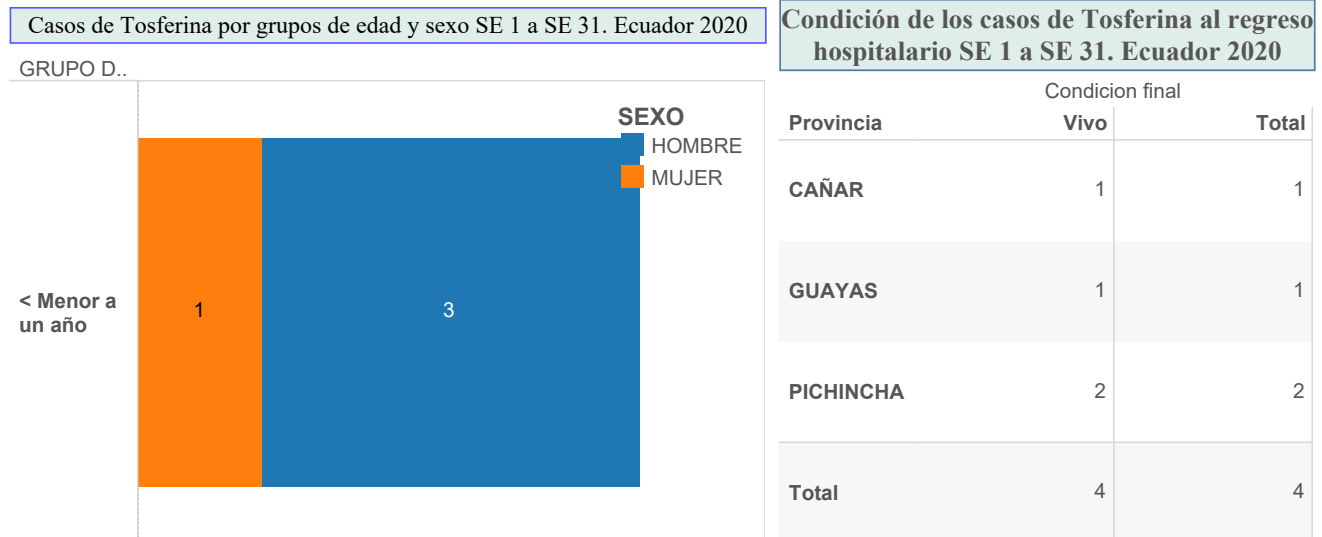 Casos de Tosferina por grupos de edad y sexo SE 1 a SE 31. Ecuador 2020
GRUPO D..
SEXO
HOMBRE
MUJER
< Menor a
un año
1
3
Condición de los casos de Tosferina al regreso
hospitalario SE 1 a SE 31. Ecuador 2020
Condicion final
Provincia Vivo Total
CAÑAR 1 1
GUAYAS 1 1
PICHINCHA 2 2
Total 4 4